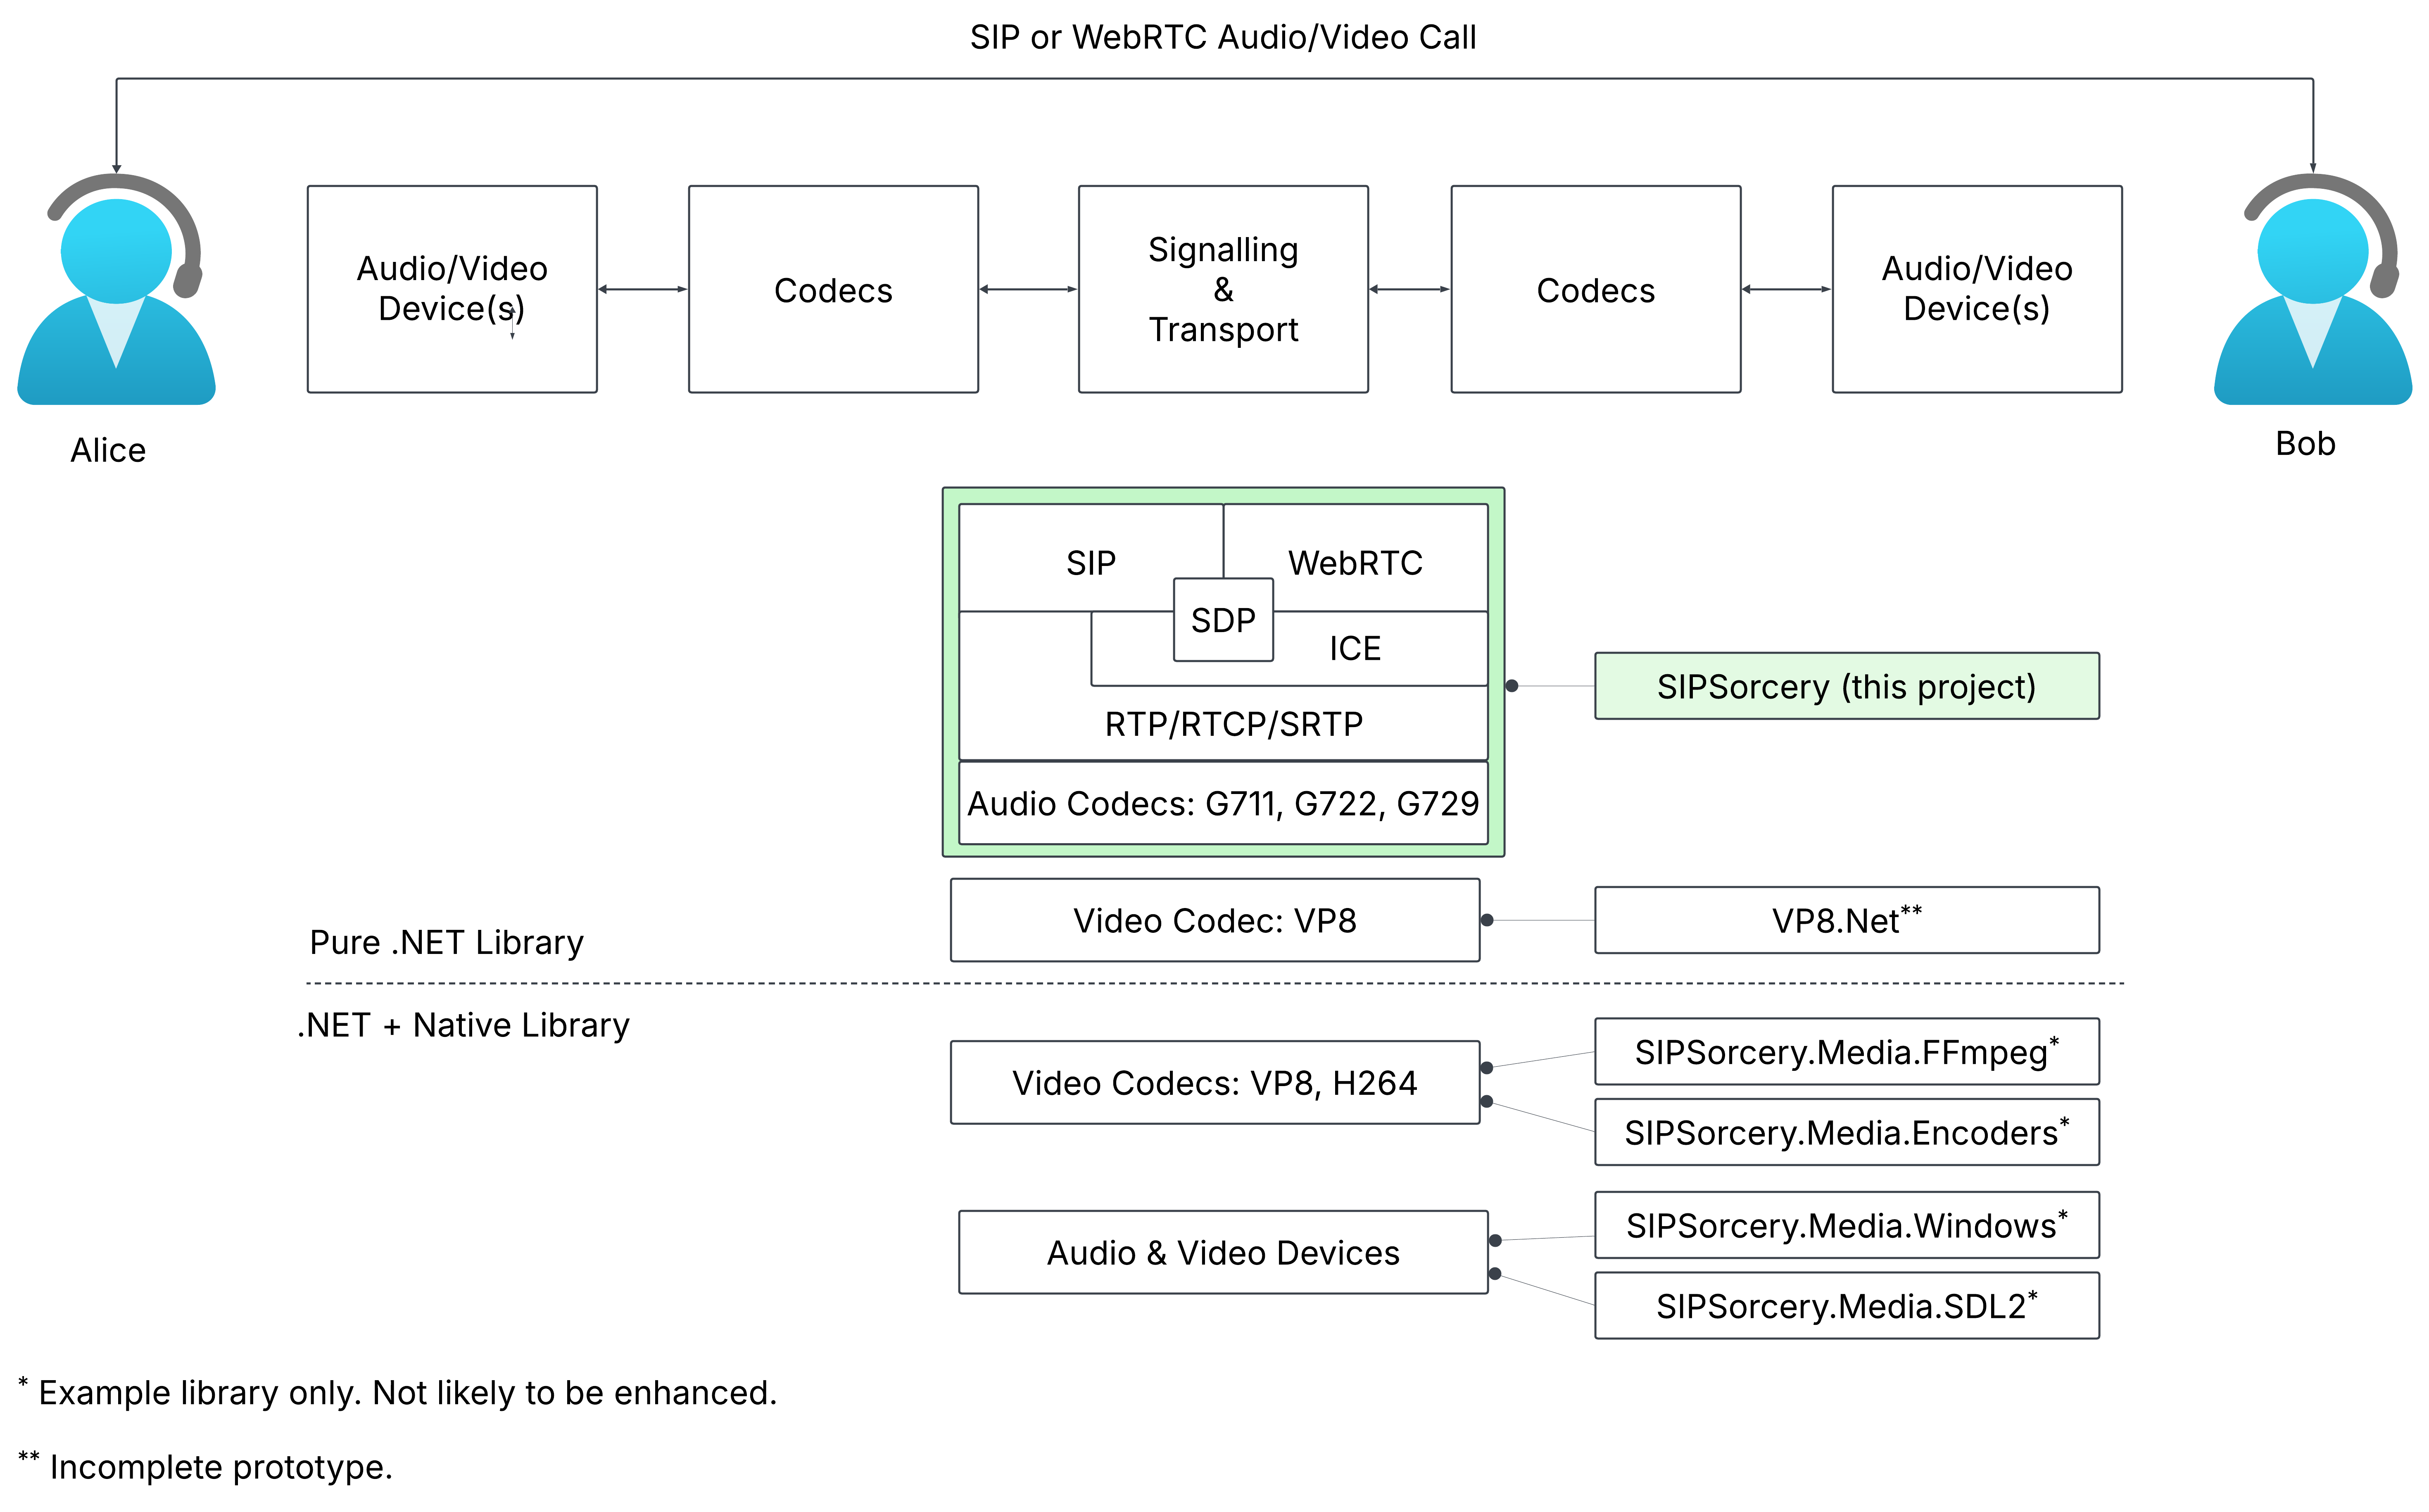 SIP or WebRTC Audio/Video Call
Audio/Video
Device(s)
Codecs
Signalling
&
Transport
Codecs
Audio/Video
Device(s)
Alice
Bob
SIP
WebRTC
SDP
ICE
RTP/RTCP/SRTP
Audio Codecs: G711, G722, G729
SIPSorcery (this project)
Video Codec: VP8
VP8.Net**
Pure .NET Library
.NET + Native Library
Video Codecs: VP8, H264
SIPSorcery.Media.FFmpeg*
SIPSorcery.Media.Encoders*
Audio & Video Devices
SIPSorcery.Media.Windows*
SIPSorcery.Media.SDL2*
* Example library only. Not likely to be enhanced.
** Incomplete prototype.